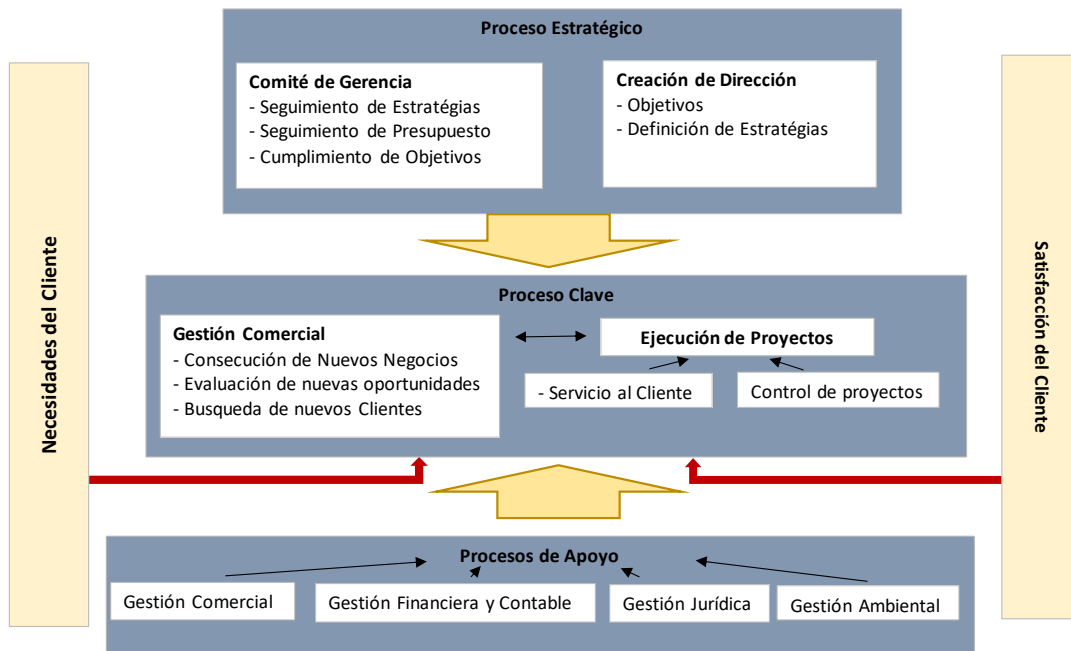 Proceso Estratégico
Comité de Gerencia
- Seguimiento de Estratégias
- Seguimiento de Presupuesto
- Cumplimiento de Objetivos
Creación de Dirección
- Objetivos
- Definición de Estratégias
Necesidades del Cliente
Satisfacción del Cliente
Proceso Clave
Gestión Comercial
- Consecución de Nuevos Negocios
- Evaluación de nuevas oportunidades
- Busqueda de nuevos Clientes
Ejecución de Proyectos
- Servicio al Cliente
Control de proyectos
Procesos de Apoyo
Gestión Comercial
Gestión Financiera y Contable
Gestión Jurídica
Gestión Ambiental